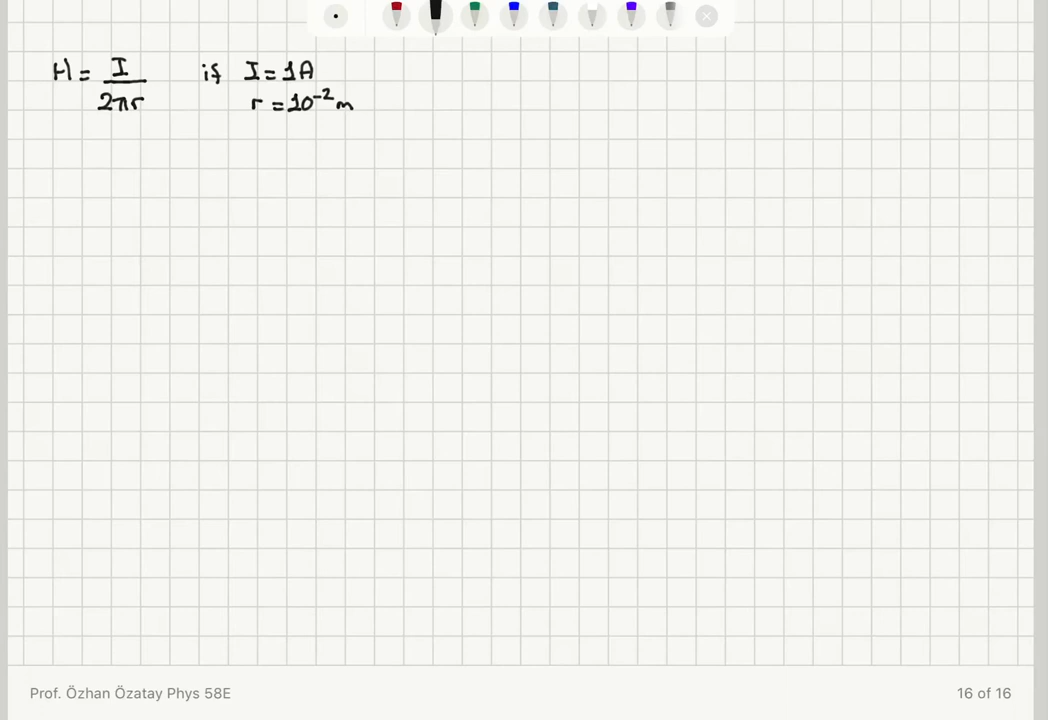 H = I / 2πr if I = 1A
r = 10⁻² m
Prof. Özhan Özatay Phys 58E
16 of 16